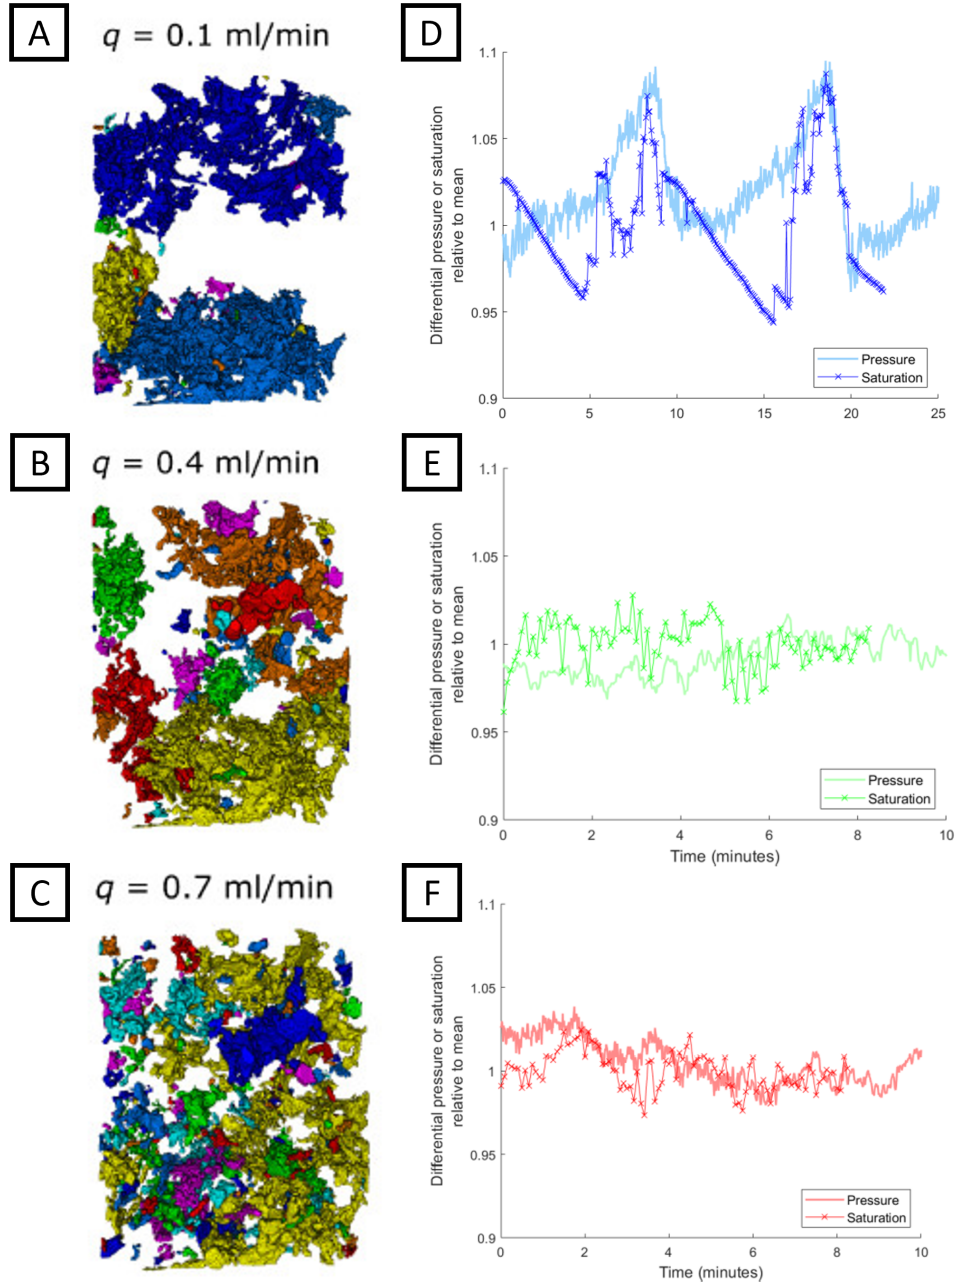 A
q = 0.1 ml/min
D
1.1
1.05
1
0.95
0.9
Differential pressure or saturation
relative to mean
Pressure
Saturation
0 5 10 15 20 25
B
q = 0.4 ml/min
E
1.1
1.05
1
0.95
0.9
Differential pressure or saturation
relative to mean
Pressure
Saturation
0 2 4 6 8 10
Time (minutes)
C
q = 0.7 ml/min
F
1.1
1.05
1
0.95
0.9
Differential pressure or saturation
relative to mean
Pressure
Saturation
0 2 4 6 8 10
Time (minutes)